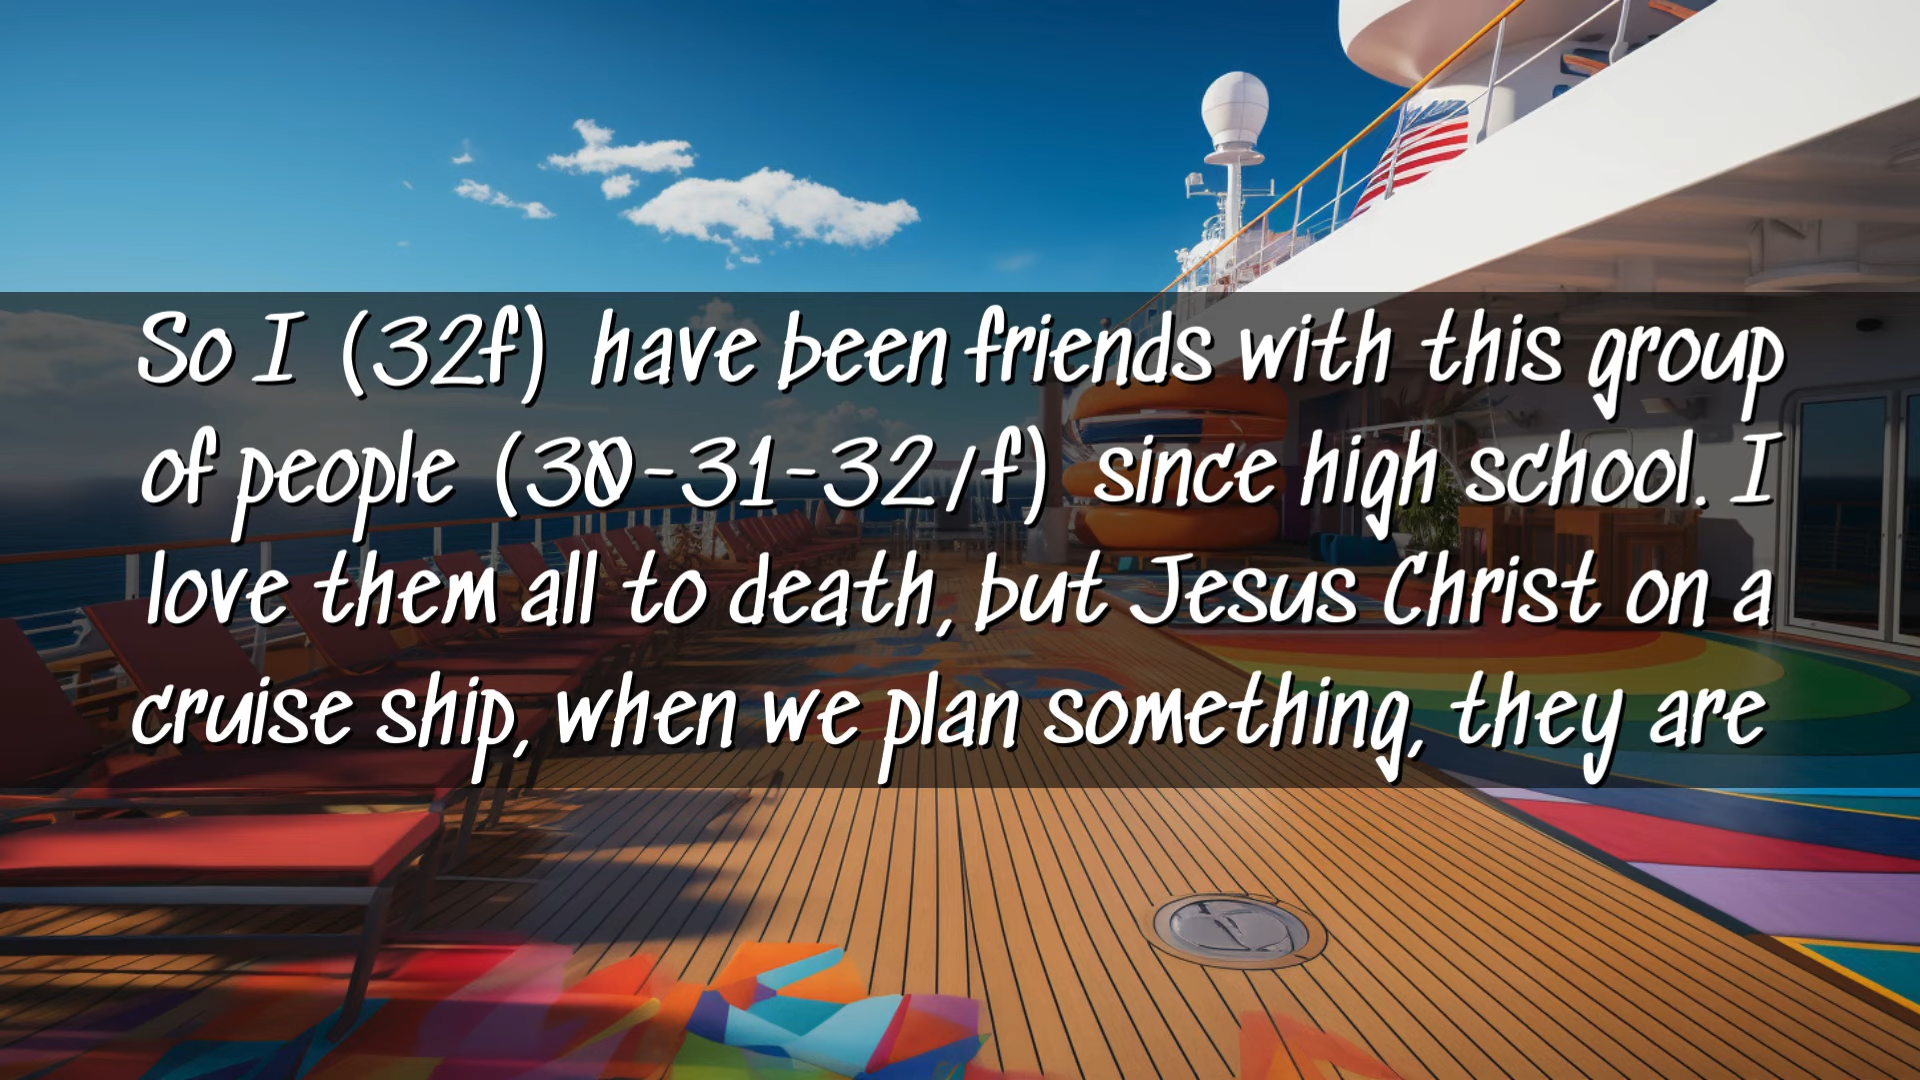 So I (32f) have been friends with this group
of people (30-31-32/f) since high school. I
love them all to death, but Jesus Christ on a
cruise ship, when we plan something, they are